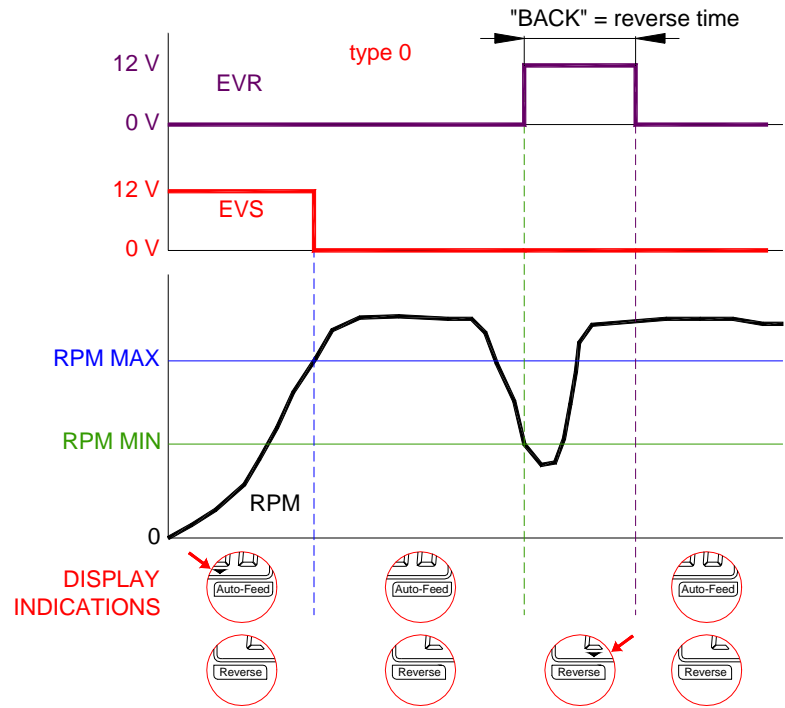 "BACK" = reverse time
type 0
12 V
EVR
0 V
12 V
EVS
0 V
RPM MAX
RPM MIN
RPM
0
DISPLAY
INDICATIONS
Auto-Feed
Auto-Feed
Auto-Feed
Reverse
Reverse
Reverse
Reverse